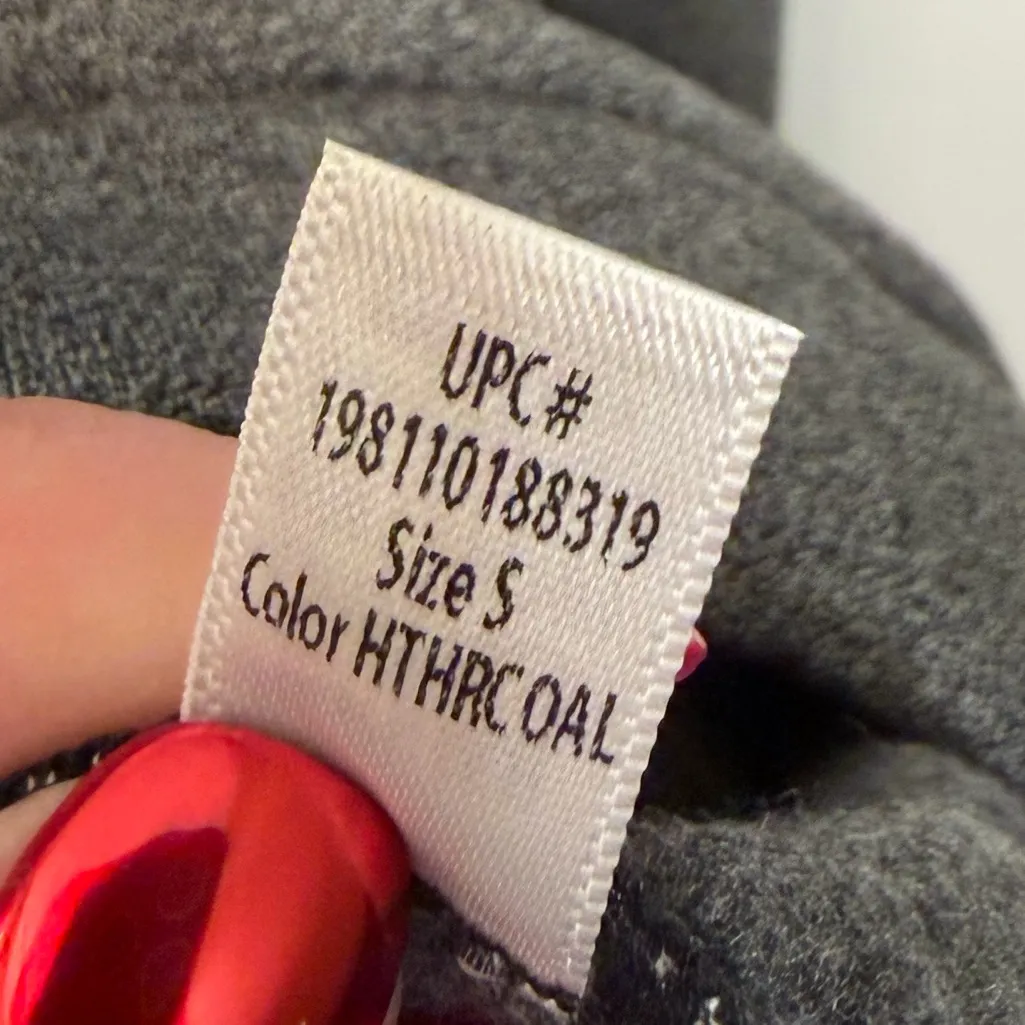 UPC#
198110188319
Size S
Color HTHRCOAL